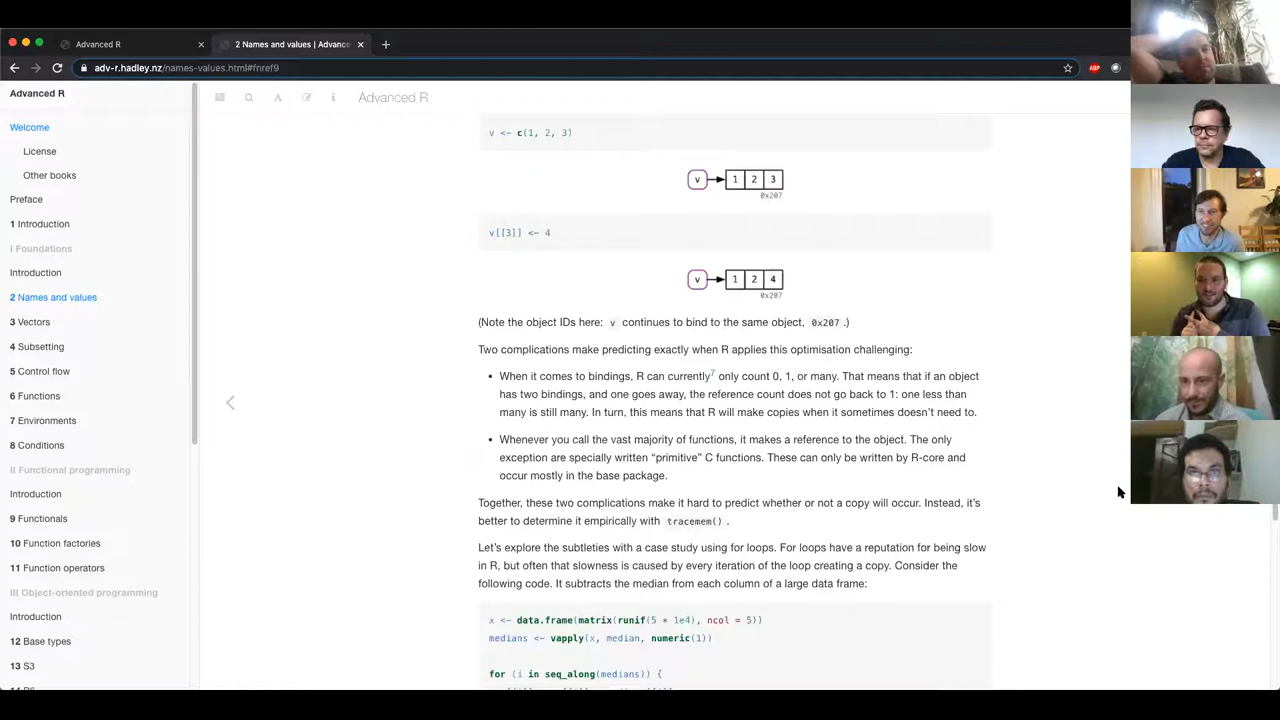 Advanced R
2 Names and values | Advanc
adv-r.hadley.nz/names-values.html#fnref9
ABP
Advanced R
Welcome
License
Other books
Preface
1 Introduction
I Foundations
Introduction
2 Names and values
3 Vectors
4 Subsetting
5 Control flow
6 Functions
7 Environments
8 Conditions
II Functional programming
Introduction
9 Functionals
10 Function factories
11 Function operators
III Object-oriented programming
Introduction
12 Base types
13 S3
Advanced R
v <- c(1, 2, 3)
v 1 2 3
0x207
v[[3]] <- 4
v 1 2 4
0x207
(Note the object IDs here: v continues to bind to the same object, 0x207.)
Two complications make predicting exactly when R applies this optimisation challenging:
• When it comes to bindings, R can currently7 only count 0, 1, or many. That means that if an object
has two bindings, and one goes away, the reference count does not go back to 1: one less than
many is still many. In turn, this means that R will make copies when it sometimes doesn't need to.
• Whenever you call the vast majority of functions, it makes a reference to the object. The only
exception are specially written "primitive" C functions. These can only be written by R-core and
occur mostly in the base package.
Together, these two complications make it hard to predict whether or not a copy will occur. Instead, it's
better to determine it empirically with tracemem() .
Let's explore the subtleties with a case study using for loops. For loops have a reputation for being slow
in R, but often that slowness is caused by every iteration of the loop creating a copy. Consider the
following code. It subtracts the median from each column of a large data frame:
x <- data.frame(matrix(runif(5 * 1e4), ncol = 5))
medians <- vapply(x, median, numeric(1))
for (i in seq_along(medians)) {